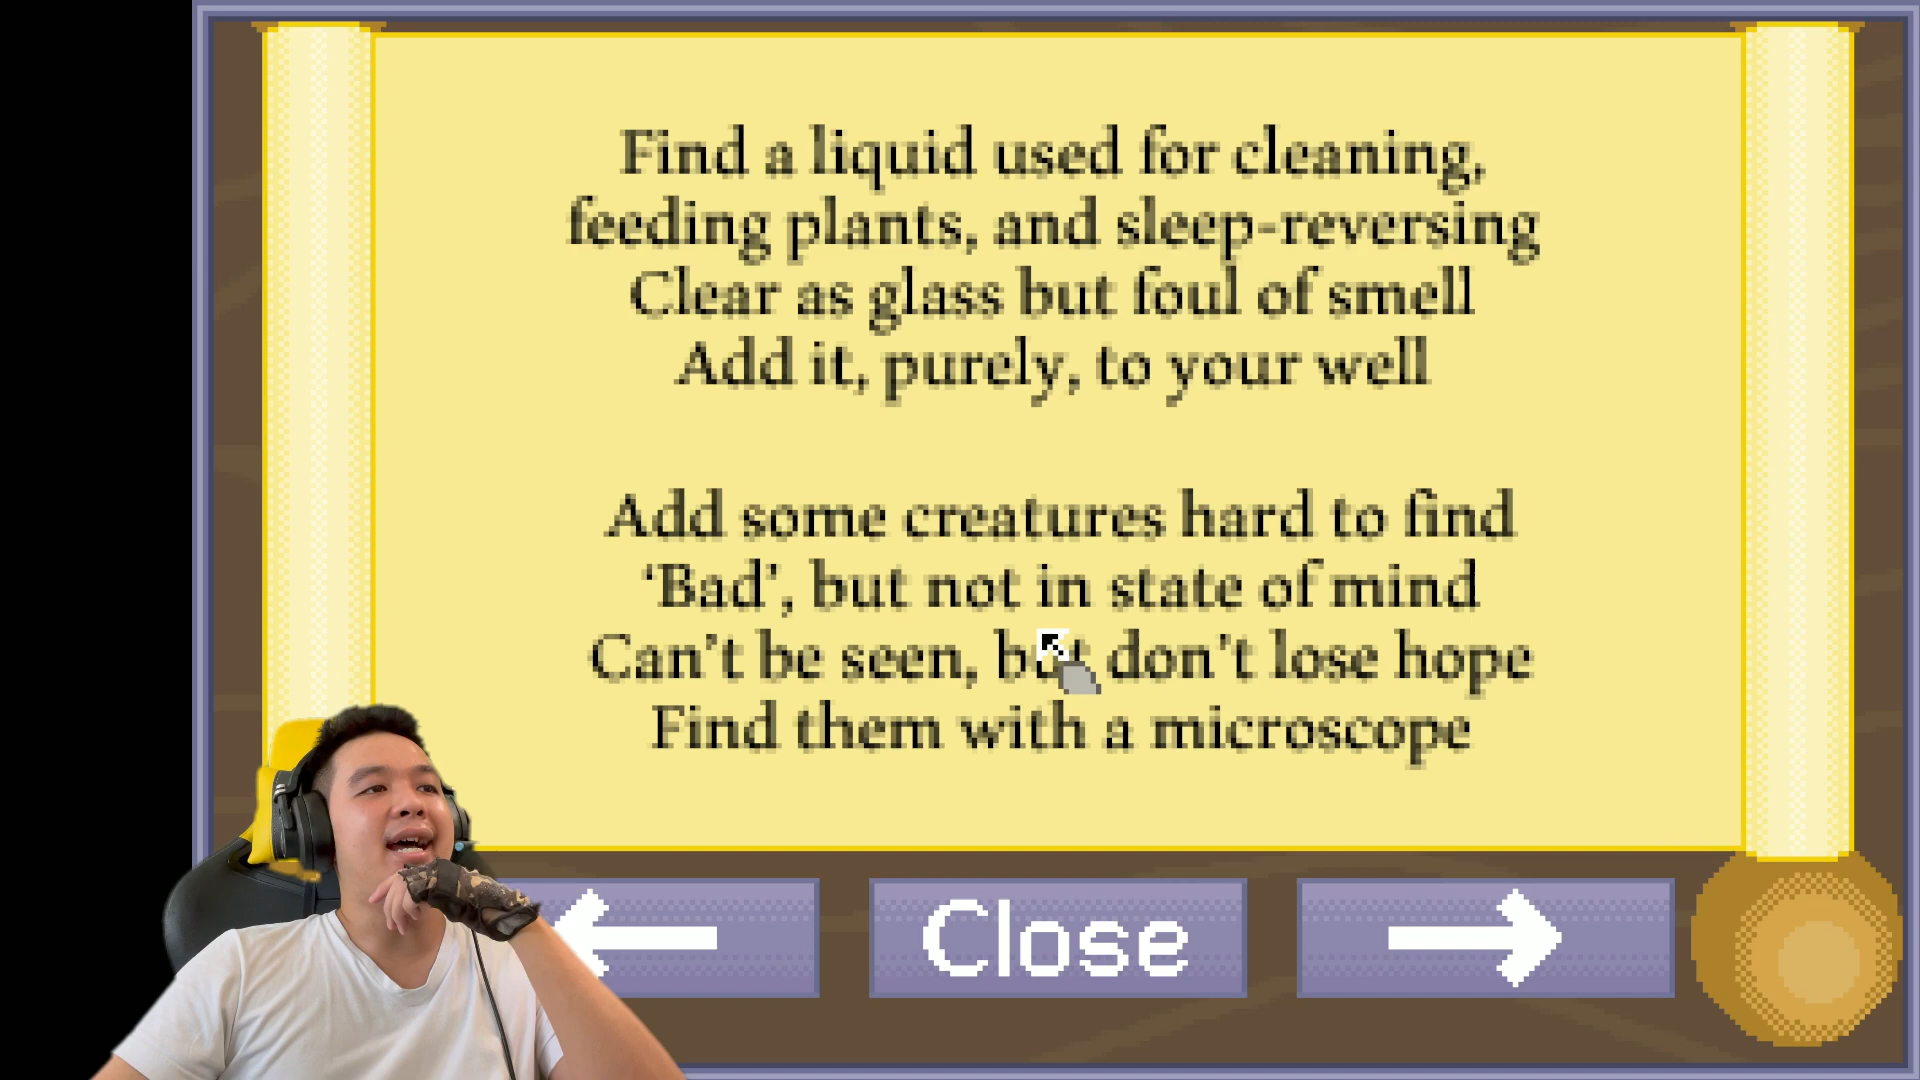 Find a liquid used for cleaning,
feeding plants, and sleep-reversing
Clear as glass but foul of smell
Add it, purely, to your well
Add some creatures hard to find
‘Bad’, but not in state of mind
Can’t be seen, but don’t lose hope
Find them with a microscope
Close